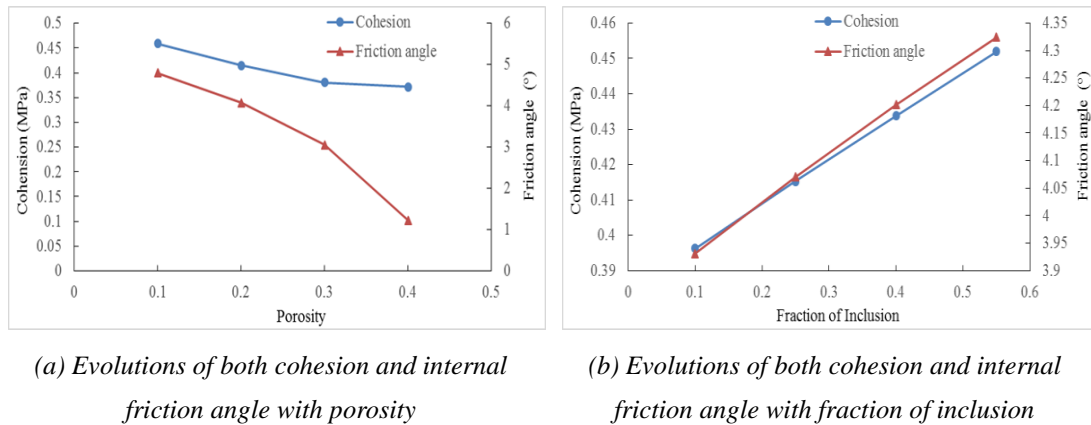 0.5
0.45
0.4
0.35
0.3
0.25
0.2
0.15
0.1
0.05
0
Cohension (MPa)
Cohesion
Friction angle
6
5
4
3
2
1
0
Friction angle (°)
0 0.1 0.2 0.3 0.4 0.5
Porosity
0.46
0.45
0.44
0.43
0.42
0.41
0.4
0.39
Cohension (MPa)
Cohesion
Friction angle
4.35
4.3
4.25
4.2
4.15
4.1
4.05
4
3.95
3.9
Friction angle (°)
0 0.1 0.2 0.3 0.4 0.5 0.6
Fraction of Inclusion
(a) Evolutions of both cohesion and internal
friction angle with porosity
(b) Evolutions of both cohesion and internal
friction angle with fraction of inclusion